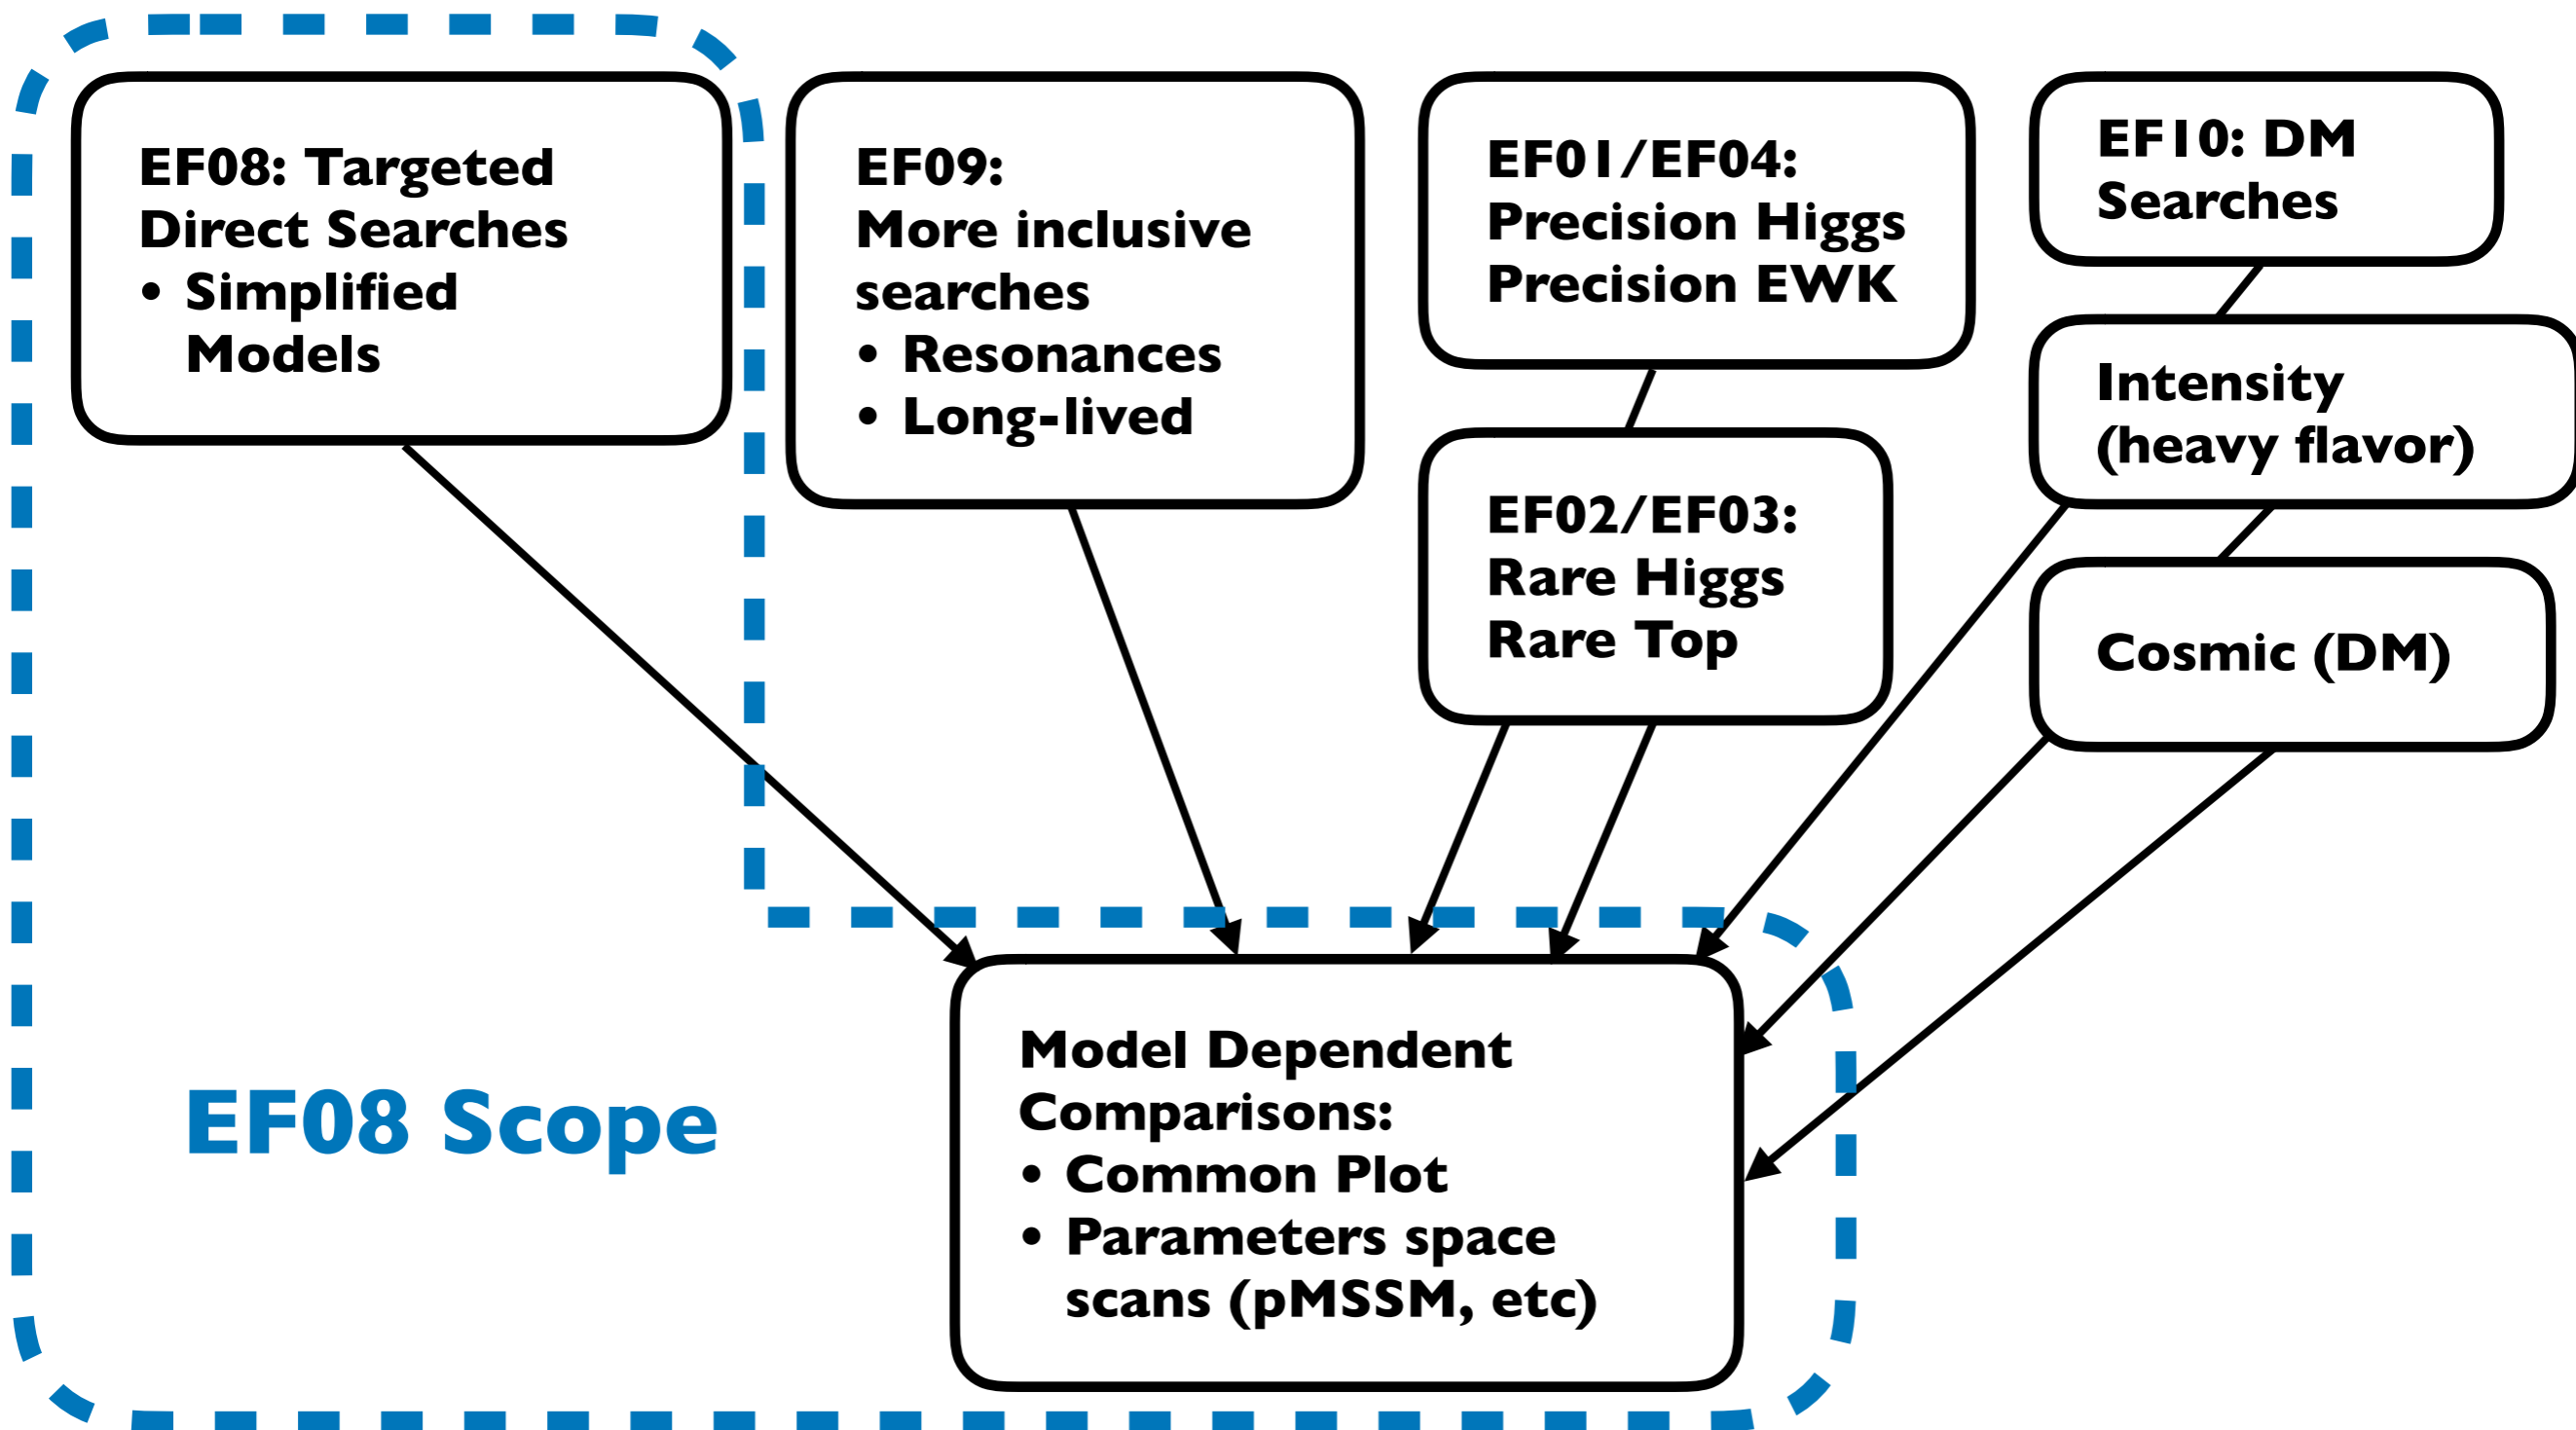 EF08: Targeted
Direct Searches
• Simplified
Models
EF09:
More inclusive
searches
• Resonances
• Long-lived
EF01/EF04:
Precision Higgs
Precision EWK
EF10: DM
Searches
Intensity
(heavy flavor)
EF02/EF03:
Rare Higgs
Rare Top
Cosmic (DM)
Model Dependent
Comparisons:
• Common Plot
• Parameters space
scans (pMSSM, etc)
EF08 Scope